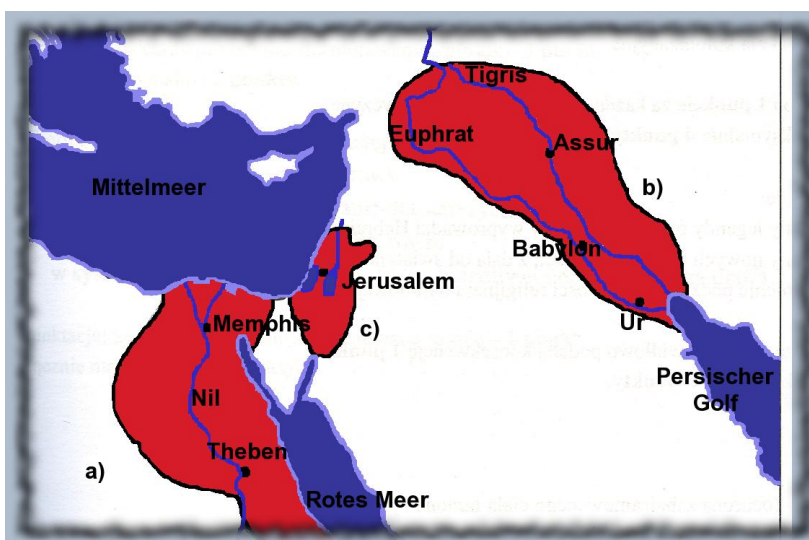 Tigris
Euphrat
Assur
Mittelmeer
b)
Babylon
Jerusalem
Ur
Memphis
c)
Persischer
Golf
Nil
Theben
a)
Rotes Meer